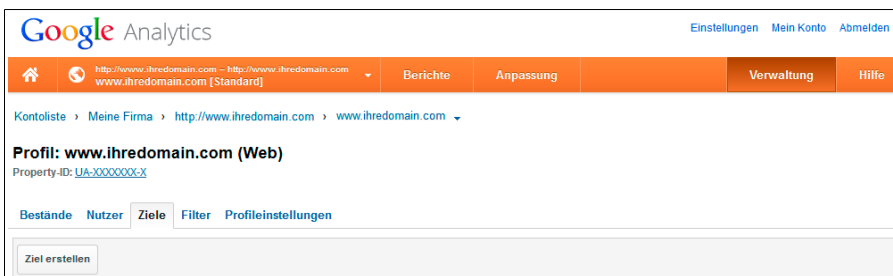 Google Analytics
Einstellungen Mein Konto Abmelden
http://www.ihredomain.com – http://www.ihredomain.com
www.ihredomain.com [Standard]
Berichte Anpassung Verwaltung Hilfe
Kontoliste › Meine Firma › http://www.ihredomain.com › www.ihredomain.com
Profil: www.ihredomain.com (Web)
Property-ID: UA-XXXXXXX-X
Bestände Nutzer Ziele Filter Profileinstellungen
Ziel erstellen